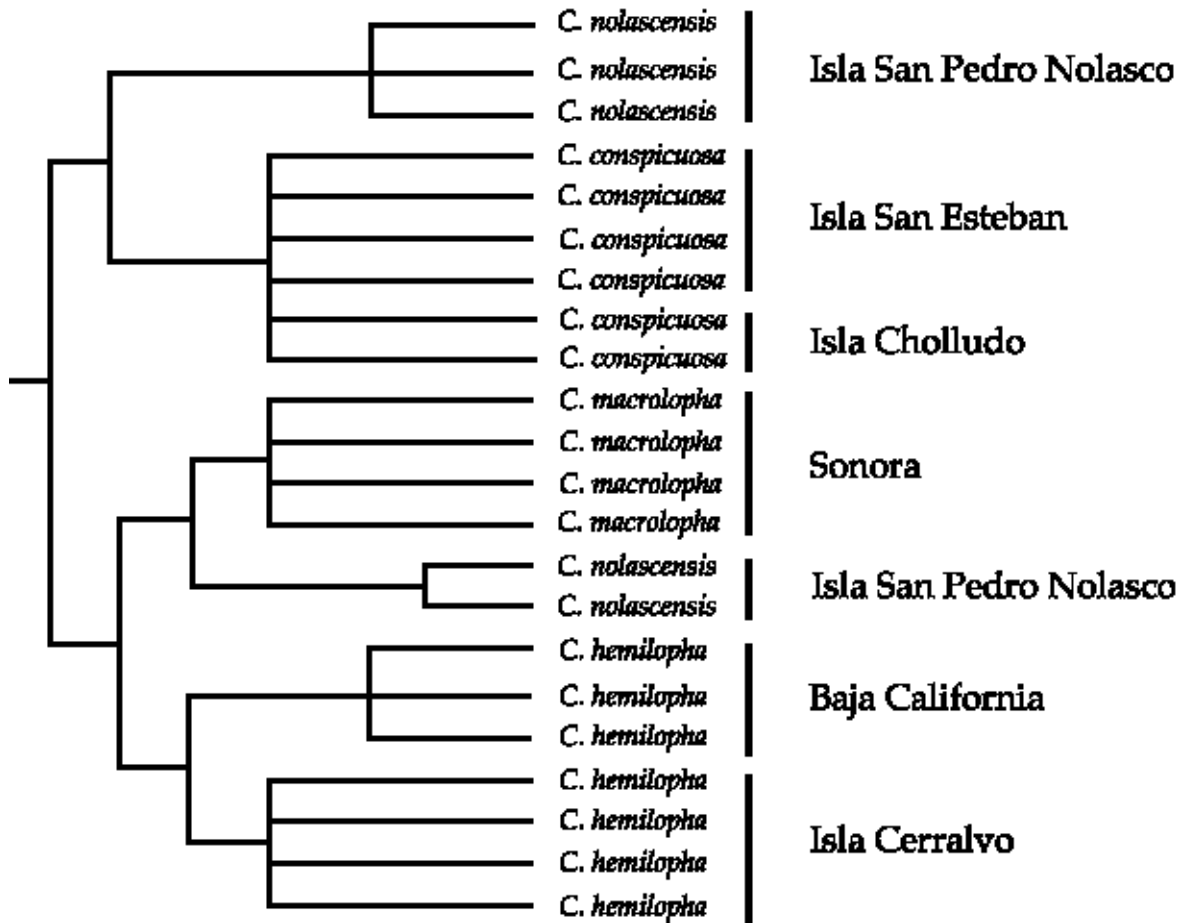 C. nolascensis
C. nolascensis
C. nolascensis
Isla San Pedro Nolasco
C. conspicuosa
C. conspicuosa
C. conspicuosa
C. conspicuosa
Isla San Esteban
C. conspicuosa
C. conspicuosa
Isla Cholludo
C. macrolopha
C. macrolopha
C. macrolopha
C. macrolopha
Sonora
C. nolascensis
C. nolascensis
Isla San Pedro Nolasco
C. hemilopha
C. hemilopha
C. hemilopha
Baja California
C. hemilopha
C. hemilopha
C. hemilopha
C. hemilopha
Isla Cerralvo